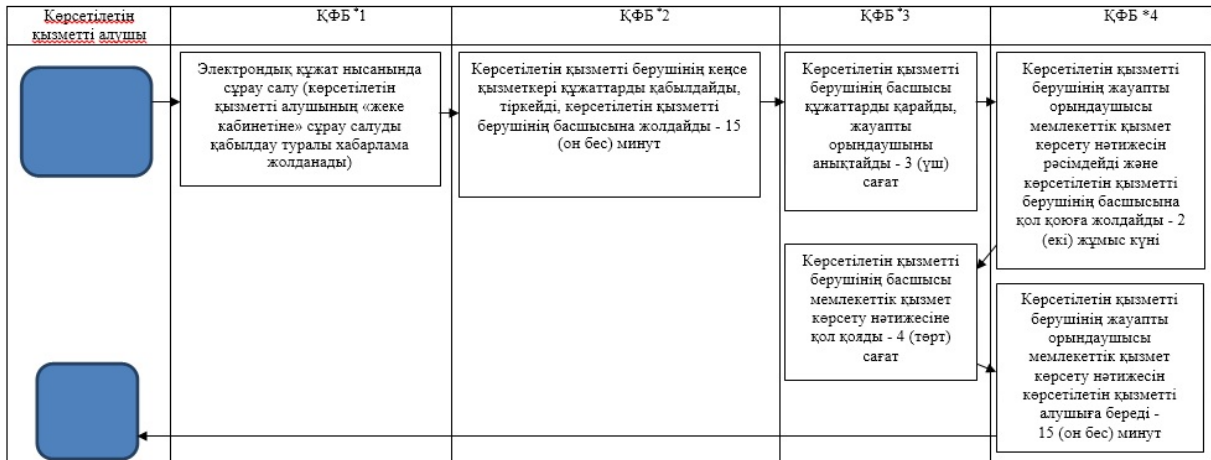 Көрсетілетін
қызметті алушы
ҚФБ *1
ҚФБ *2
ҚФБ *3
ҚФБ *4
Электрондық құжат нысанында
сұрау салу (көрсетілетін
қызметті алушының «жеке
кабинетіне» сұрау салуды
қабылдау туралы хабарлама
жолданады)
Көрсетілетін қызметті берушінің кеңсе
қызметкері құжаттарды қабылдайды,
тіркейді, көрсетілетін қызметті
берушінің басшысына жолдайды - 15
(он бес) минут
Көрсетілетін қызметті
берушінің басшысы
құжаттарды қарайды,
жауапты
орындаушыны
анықтайды - 3 (үш)
сағат
Көрсетілетін қызметті
берушінің жауапты
орындаушысы
мемлекеттік қызмет
көрсету нәтижесін
рәсімдейді және
көрсетілетін қызметті
берушінің басшысына
қол қоюға жолдайды - 2
(екі) жұмыс күні
Көрсетілетін қызметті
берушінің басшысы
мемлекеттік қызмет
көрсету нәтижесіне
қол қояды - 4 (төрт)
сағат
Көрсетілетін қызметті
берушінің жауапты
орындаушысы
мемлекеттік қызмет
көрсету нәтижесін
көрсетілетін қызметті
алушыға береді -
15 (он бес) минут